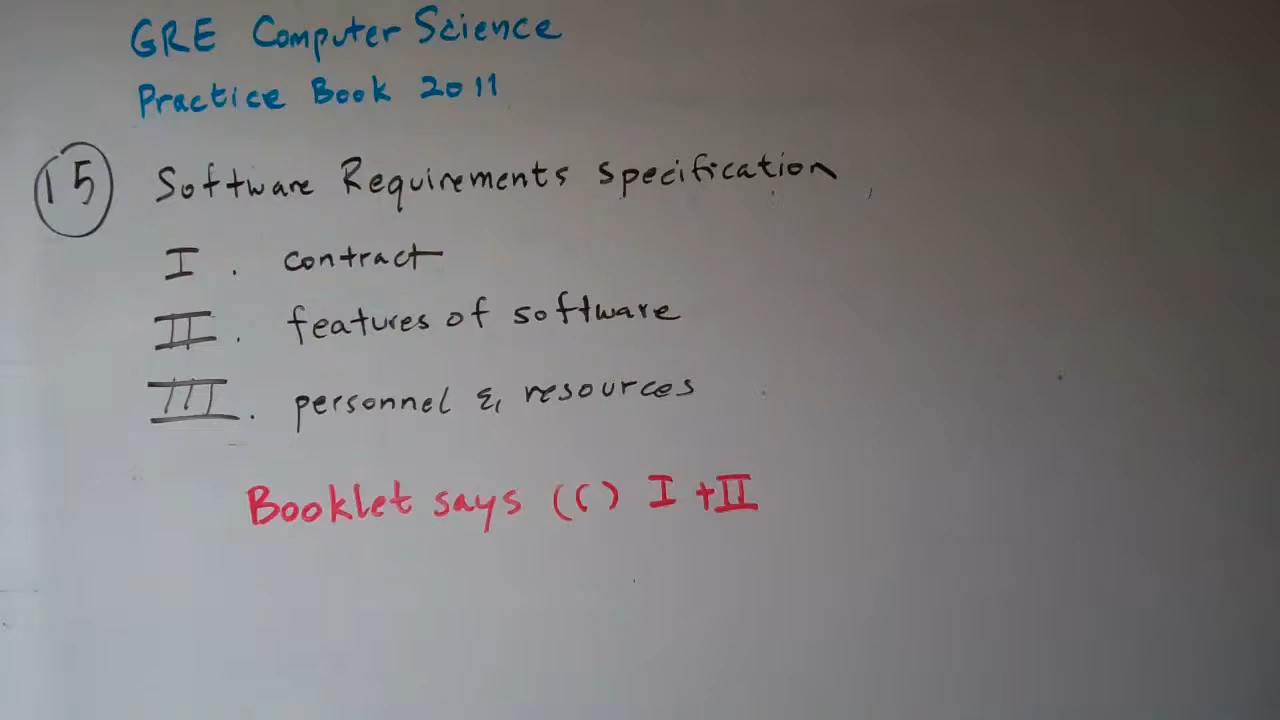 GRE Computer Science
Practice Book 2011
15 Software Requirements Specification
I. contract
II. features of software
III. personnel & resources
Booklet says (C) I + II